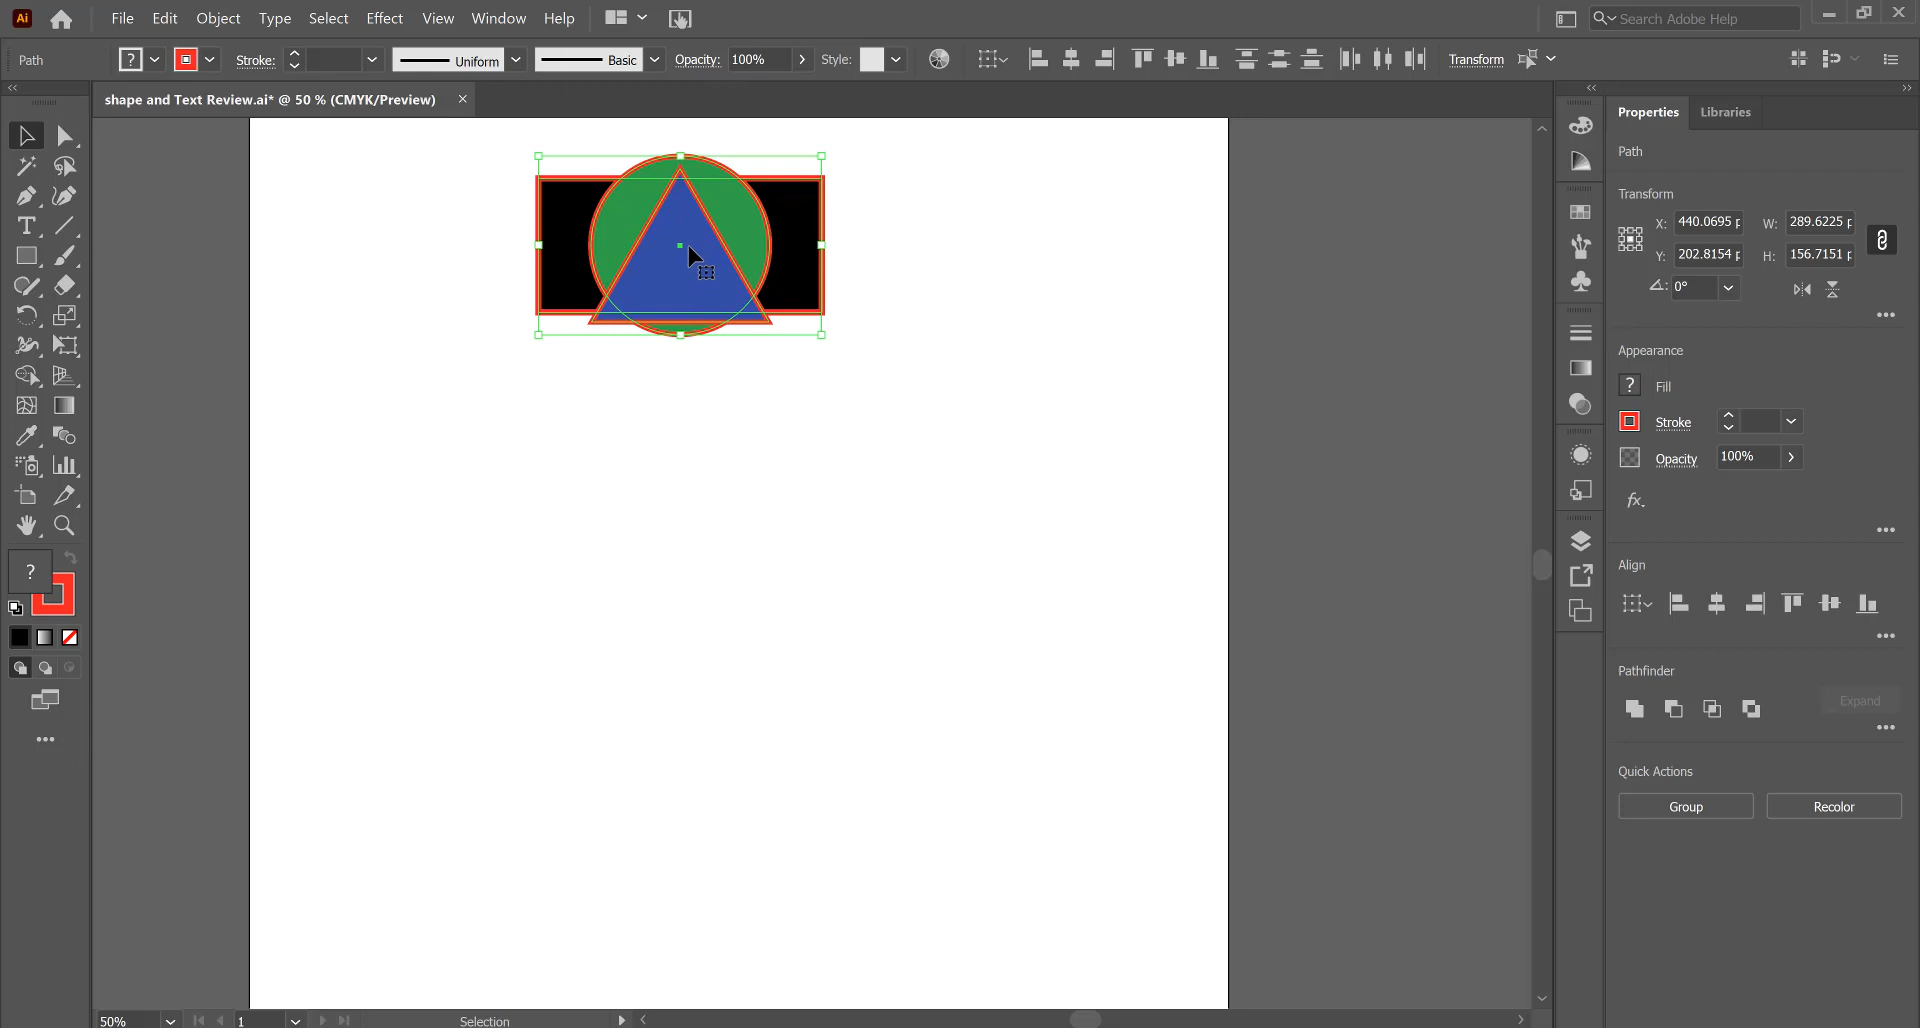 Ai File Edit Object Type Select Effect View Window Help Search Adobe Help
Path ? Stroke: Uniform Basic Opacity: 100% Style: Transform
shape and Text Review.ai* @ 50 % (CMYK/Preview)
Properties Libraries
Path
Transform
X: 440.0695 p W: 289.6225 p
Y: 202.8154 p H: 156.7151 p
0°
Appearance
? Fill
Stroke
Opacity 100%
fx
Align
?
Pathfinder
Expand
Quick Actions
Group Recolor
50% 1 Selection